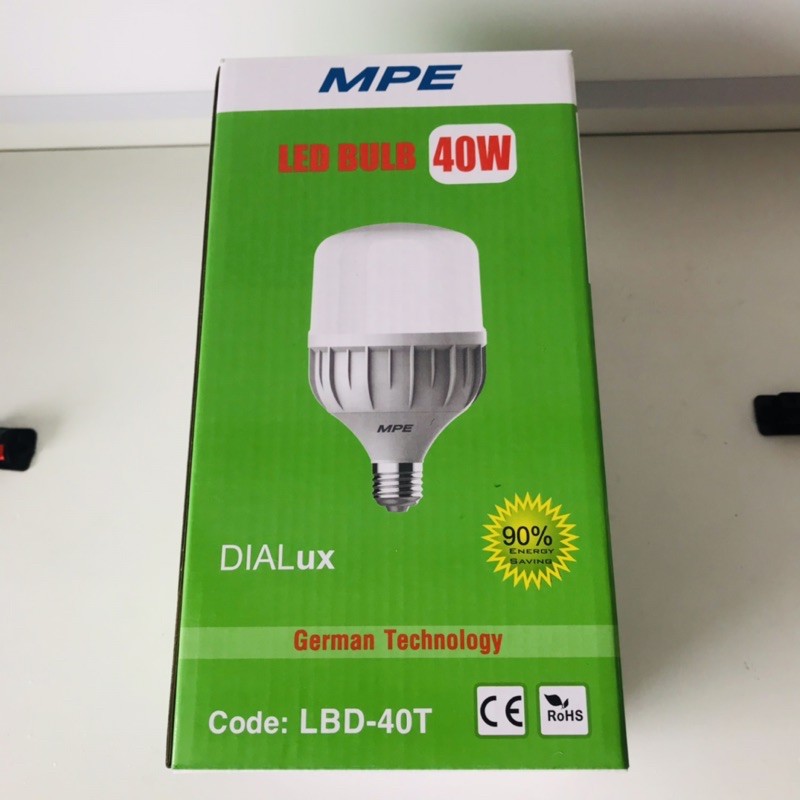 MPE
LED BULB 40W
MPE
DIALux
90%
ENERGY
SAVING
German Technology
Code: LBD-40T
CE
RoHS